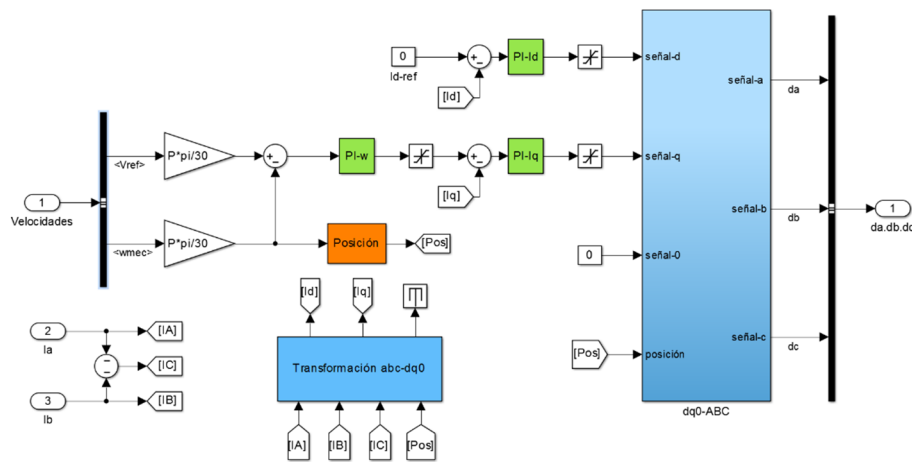 0
Id-ref
+
−
PI-Id
[Id]
señal-d
señal-a
da
1
Velocidades
<Vref>
P*pi/30
+
−
PI-w
+
−
PI-Iq
[Iq]
señal-q
señal-b
db
1
da.db.dc
<wmec>
P*pi/30
Posición
[Pos]
0
señal-0
señal-c
dc
[Pos]
posición
dq0-ABC
2
Ia
[IA]
−
−
[IC]
3
Ib
[IB]
[Id]
[Iq]
Transformación abc-dq0
[IA]
[IB]
[IC]
[Pos]